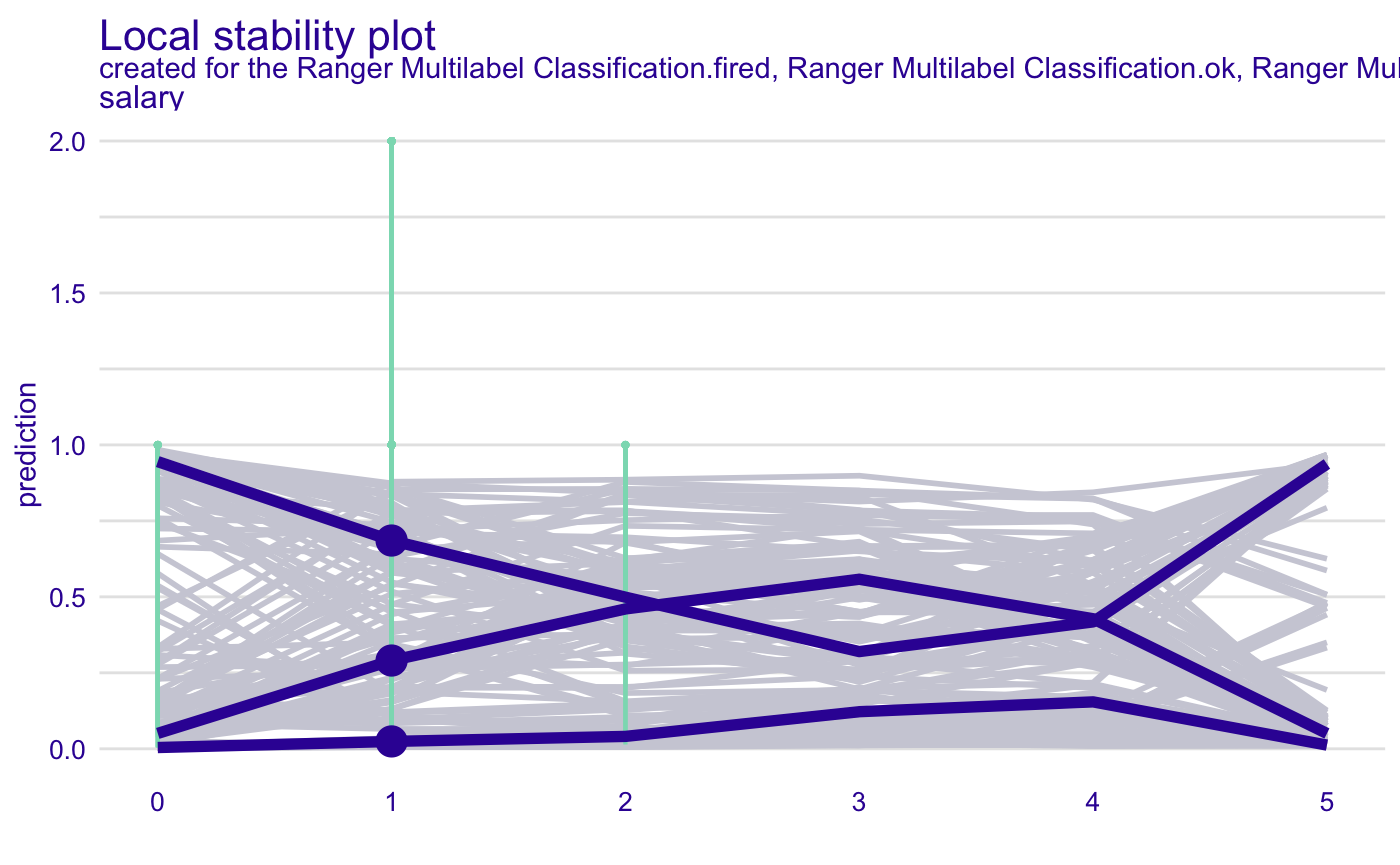 Local stability plot
created for the Ranger Multilabel Classification.fired, Ranger Multilabel Classification.ok, Ranger
salary
2.0
1.5
1.0
0.5
0.0
prediction
0 1 2 3 4 5